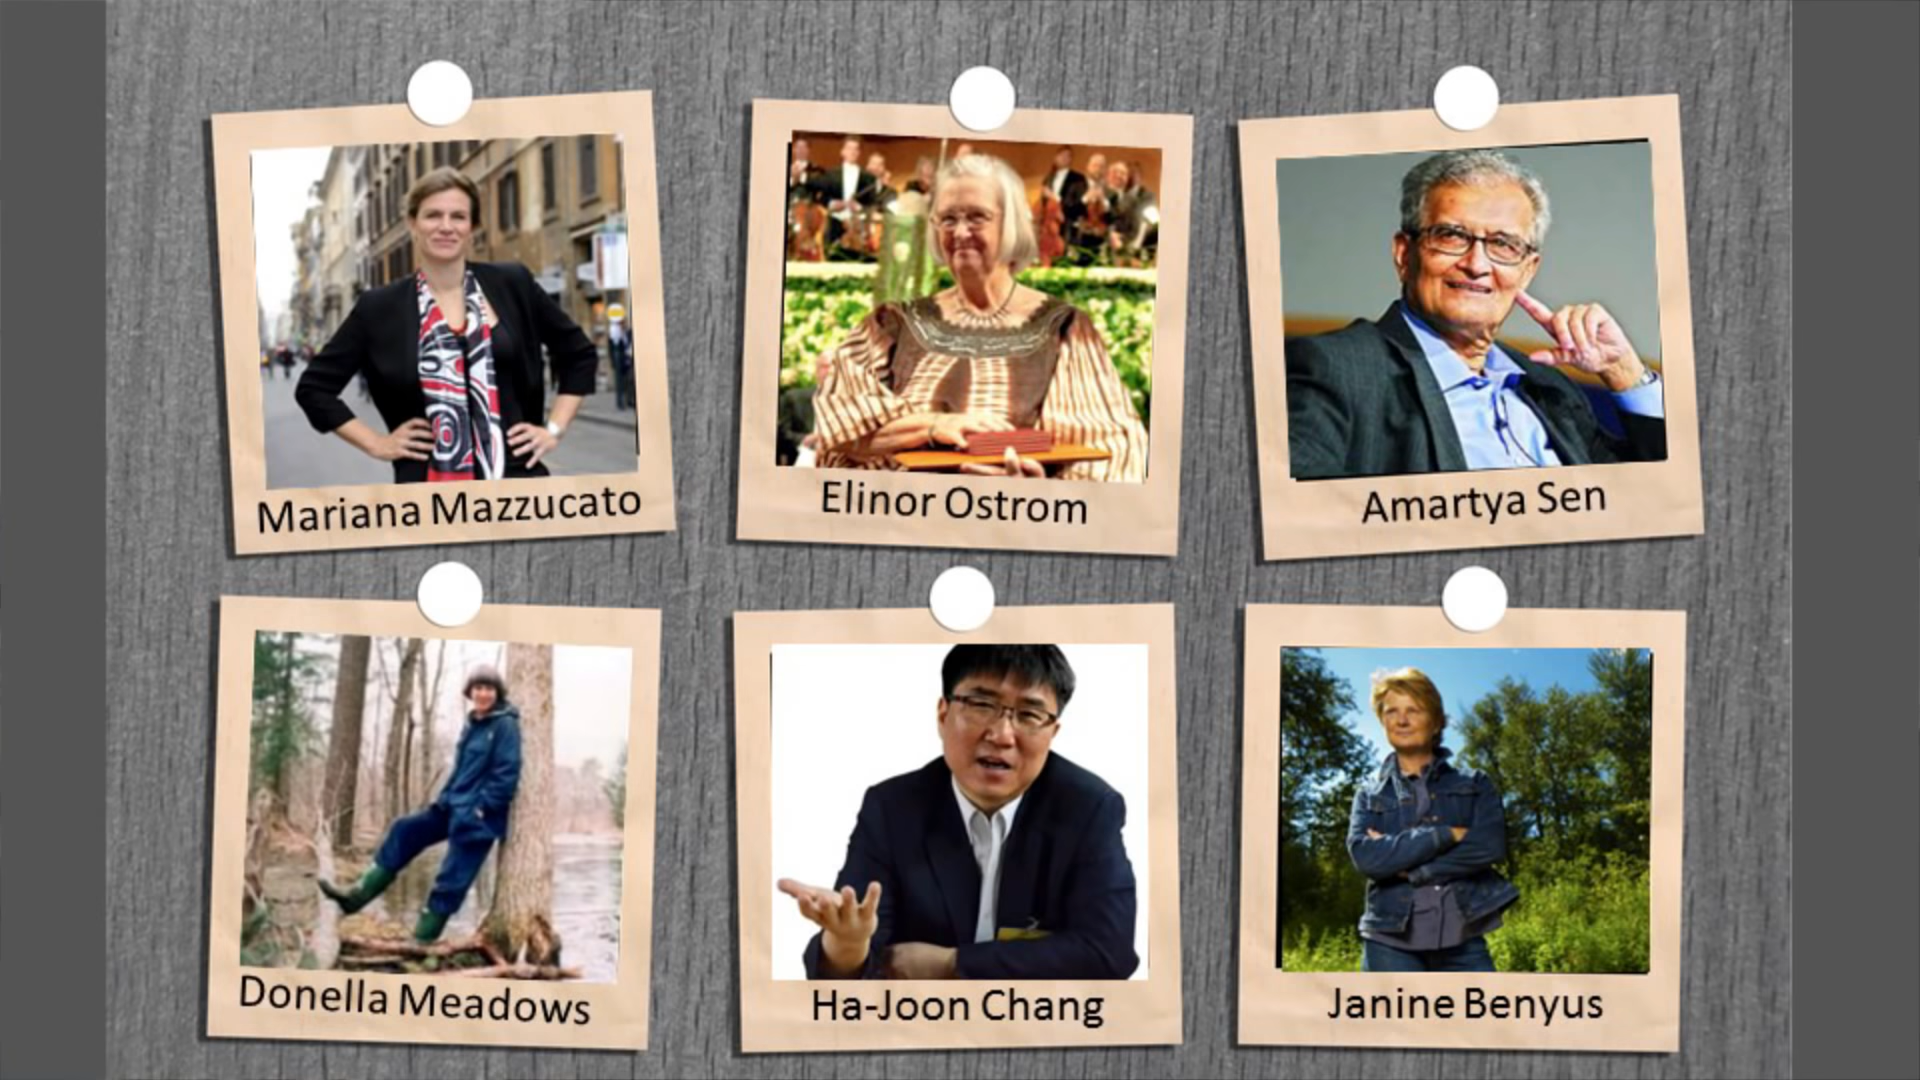 Mariana Mazzucato
Elinor Ostrom
Amartya Sen
Donella Meadows
Ha-Joon Chang
Janine Benyus